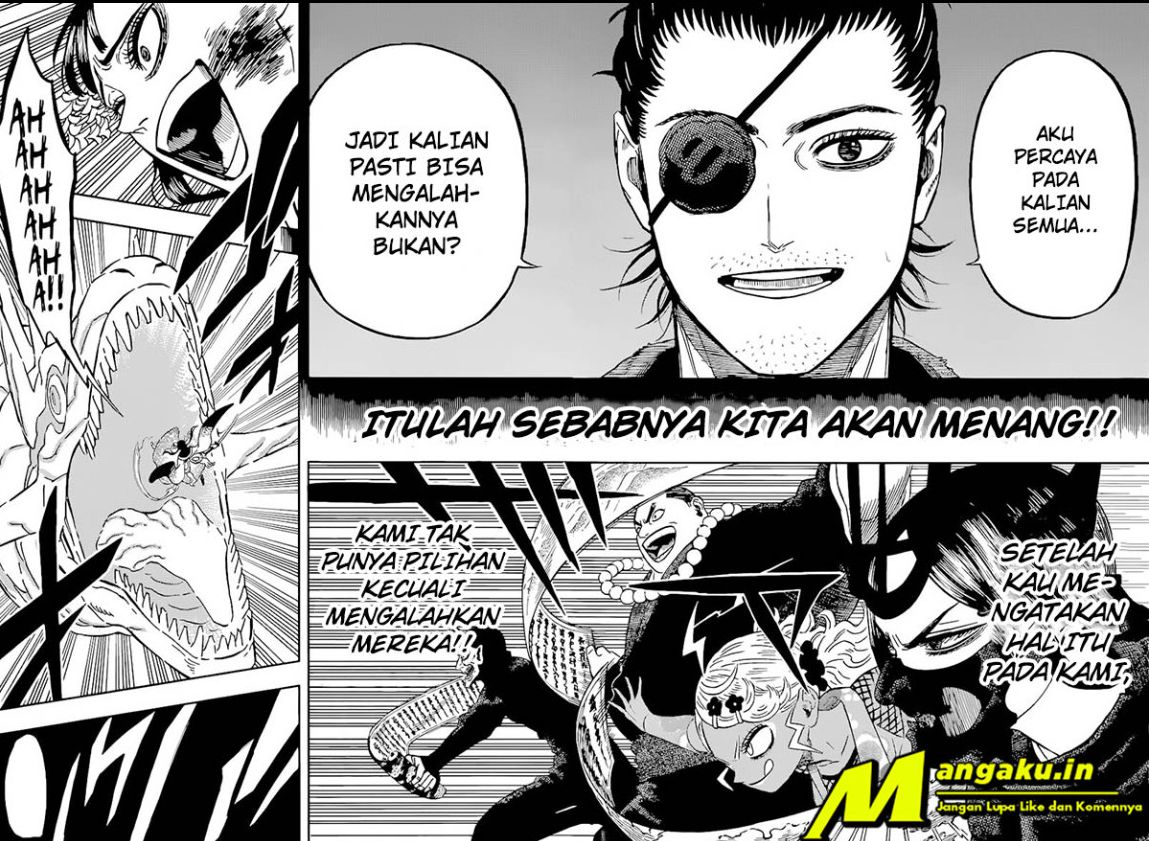 AKU
PERCAYA
PADA
KALIAN
SEMUA...
JADI KALIAN
PASTI BISA
MENGALAH-
KANNYA
BUKAN?
ITULAH SEBABNYA KITA AKAN MENANG!!
SETELAH
KAU ME-
NGATAKAN
HAL ITU
PADA KAMI,
KAMI TAK
PUNYA PILIHAN
KECUALI
MENGALAHKAN
MEREKA!!
AH
AH
AH
AH
AH
A!!
Mangaku.in
Jangan Lupa Like dan Komennya